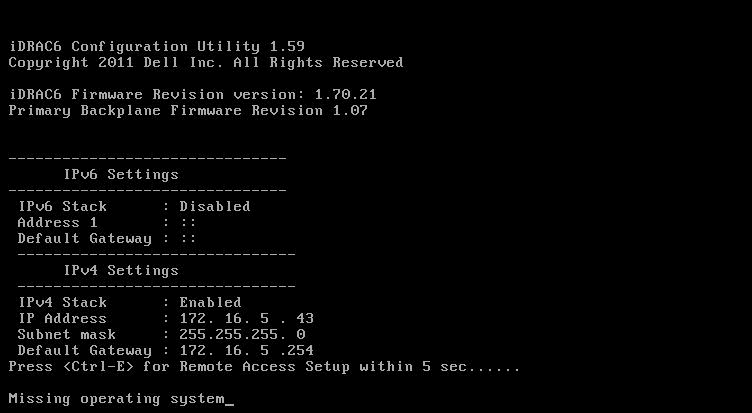 iDRAC6 Configuration Utility 1.59
Copyright 2011 Dell Inc. All Rights Reserved
iDRAC6 Firmware Revision version: 1.70.21
Primary Backplane Firmware Revision 1.07
-------------------------------
IPv6 Settings
-------------------------------
IPv6 Stack : Disabled
Address 1 : ::
Default Gateway : ::
-------------------------------
IPv4 Settings
-------------------------------
IPv4 Stack : Enabled
IP Address : 172. 16. 5 . 43
Subnet mask : 255.255.255. 0
Default Gateway : 172. 16. 5 .254
Press <Ctrl-E> for Remote Access Setup within 5 sec......
Missing operating system_